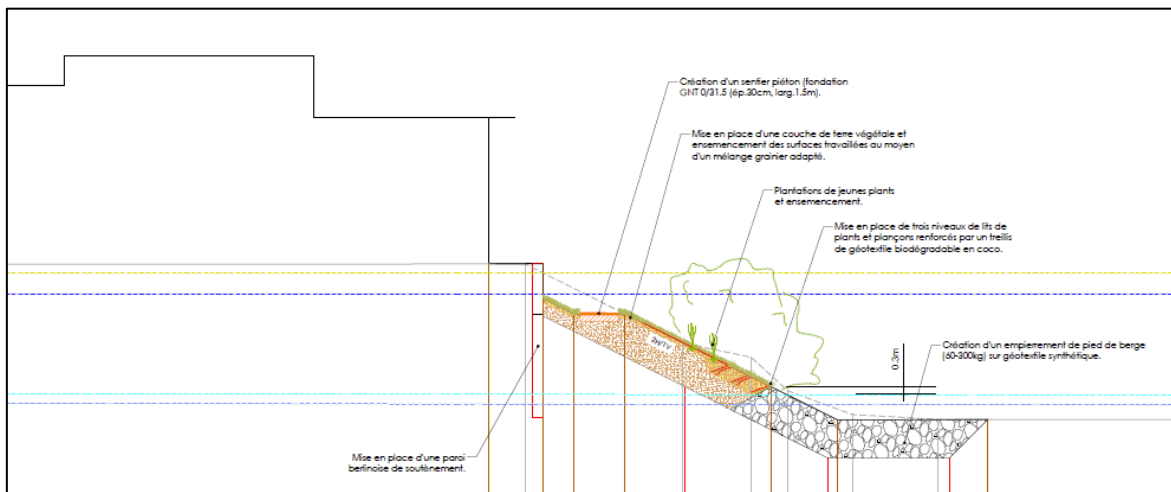 Création d'un sentier piéton (fondation
GNT 0/31.5 (ép.30cm, larg.1.5m).
Mise en place d'une couche de terre végétale et
ensemencement des surfaces travaillées au moyen
d'un mélange grainier adapté.
Plantations de jeunes plants
et ensemencement.
Mise en place de trois niveaux de lits de
plants et plançons renforcés par un treillis
de géotextile biodégradable en coco.
2H/1V
0.3m
Création d'un empierrement de pied de berge
(60-300kg) sur géotextile synthétique.
Mise en place d'une paroi
berlinoise de soutènement.